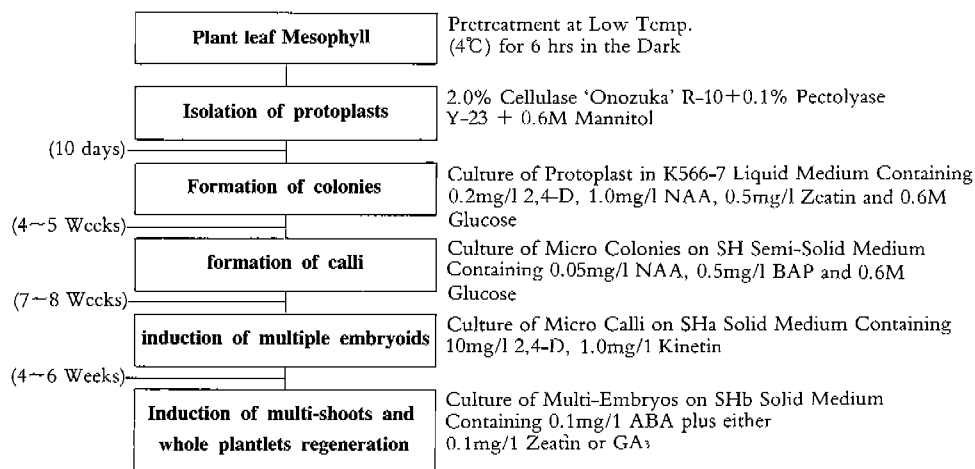 Plant leaf Mesophyll
Pretreatment at Low Temp.
(4℃) for 6 hrs in the Dark
Isolation of protoplasts
2.0% Cellulase ‘Onozuka’ R-10+0.1% Pectolyase
Y-23 + 0.6M Mannitol
(10 days)
Formation of colonies
Culture of Protoplast in K566-7 Liquid Medium Containing
0.2mg/l 2,4-D, 1.0mg/l NAA, 0.5mg/l Zeatin and 0.6M
Glucose
(4~5 Weeks)
formation of calli
Culture of Micro Colonies on SH Semi-Solid Medium
Containing 0.05mg/l NAA, 0.5mg/l BAP and 0.6M
Glucose
(7~8 Weeks)
induction of multiple embryoids
Culture of Micro Calli on SHa Solid Medium Containing
10mg/l 2,4-D, 1.0mg/1 Kinetin
(4~6 Weeks)
Induction of multi-shoots and
whole plantlets regeneration
Culture of Multi-Embryos on SHb Solid Medium
Containing 0.1mg/1 ABA plus either
0.1mg/1 Zeatin or GA₃